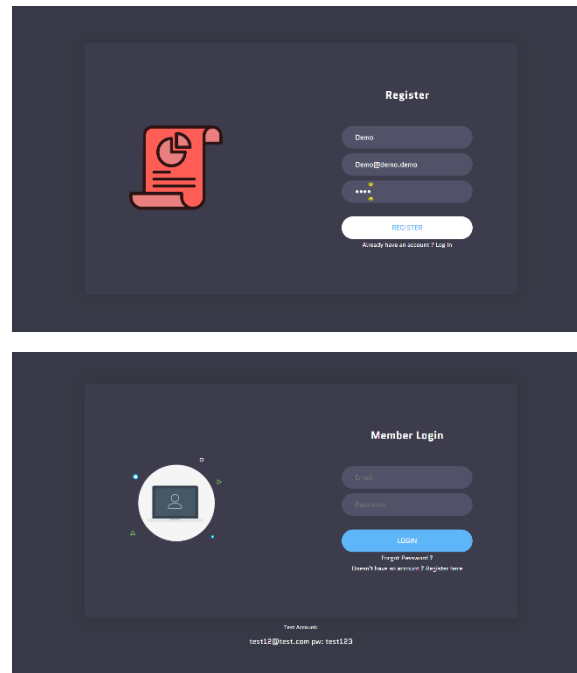 Register
Demo
Demo@demo.demo
••••
REGISTER
Already have an account ? Log In
Member Login
Email
Password
LOGIN
Forgot Password ?
Doesn't have an account ? Register here
Test Account:
test12@test.com pw: test123